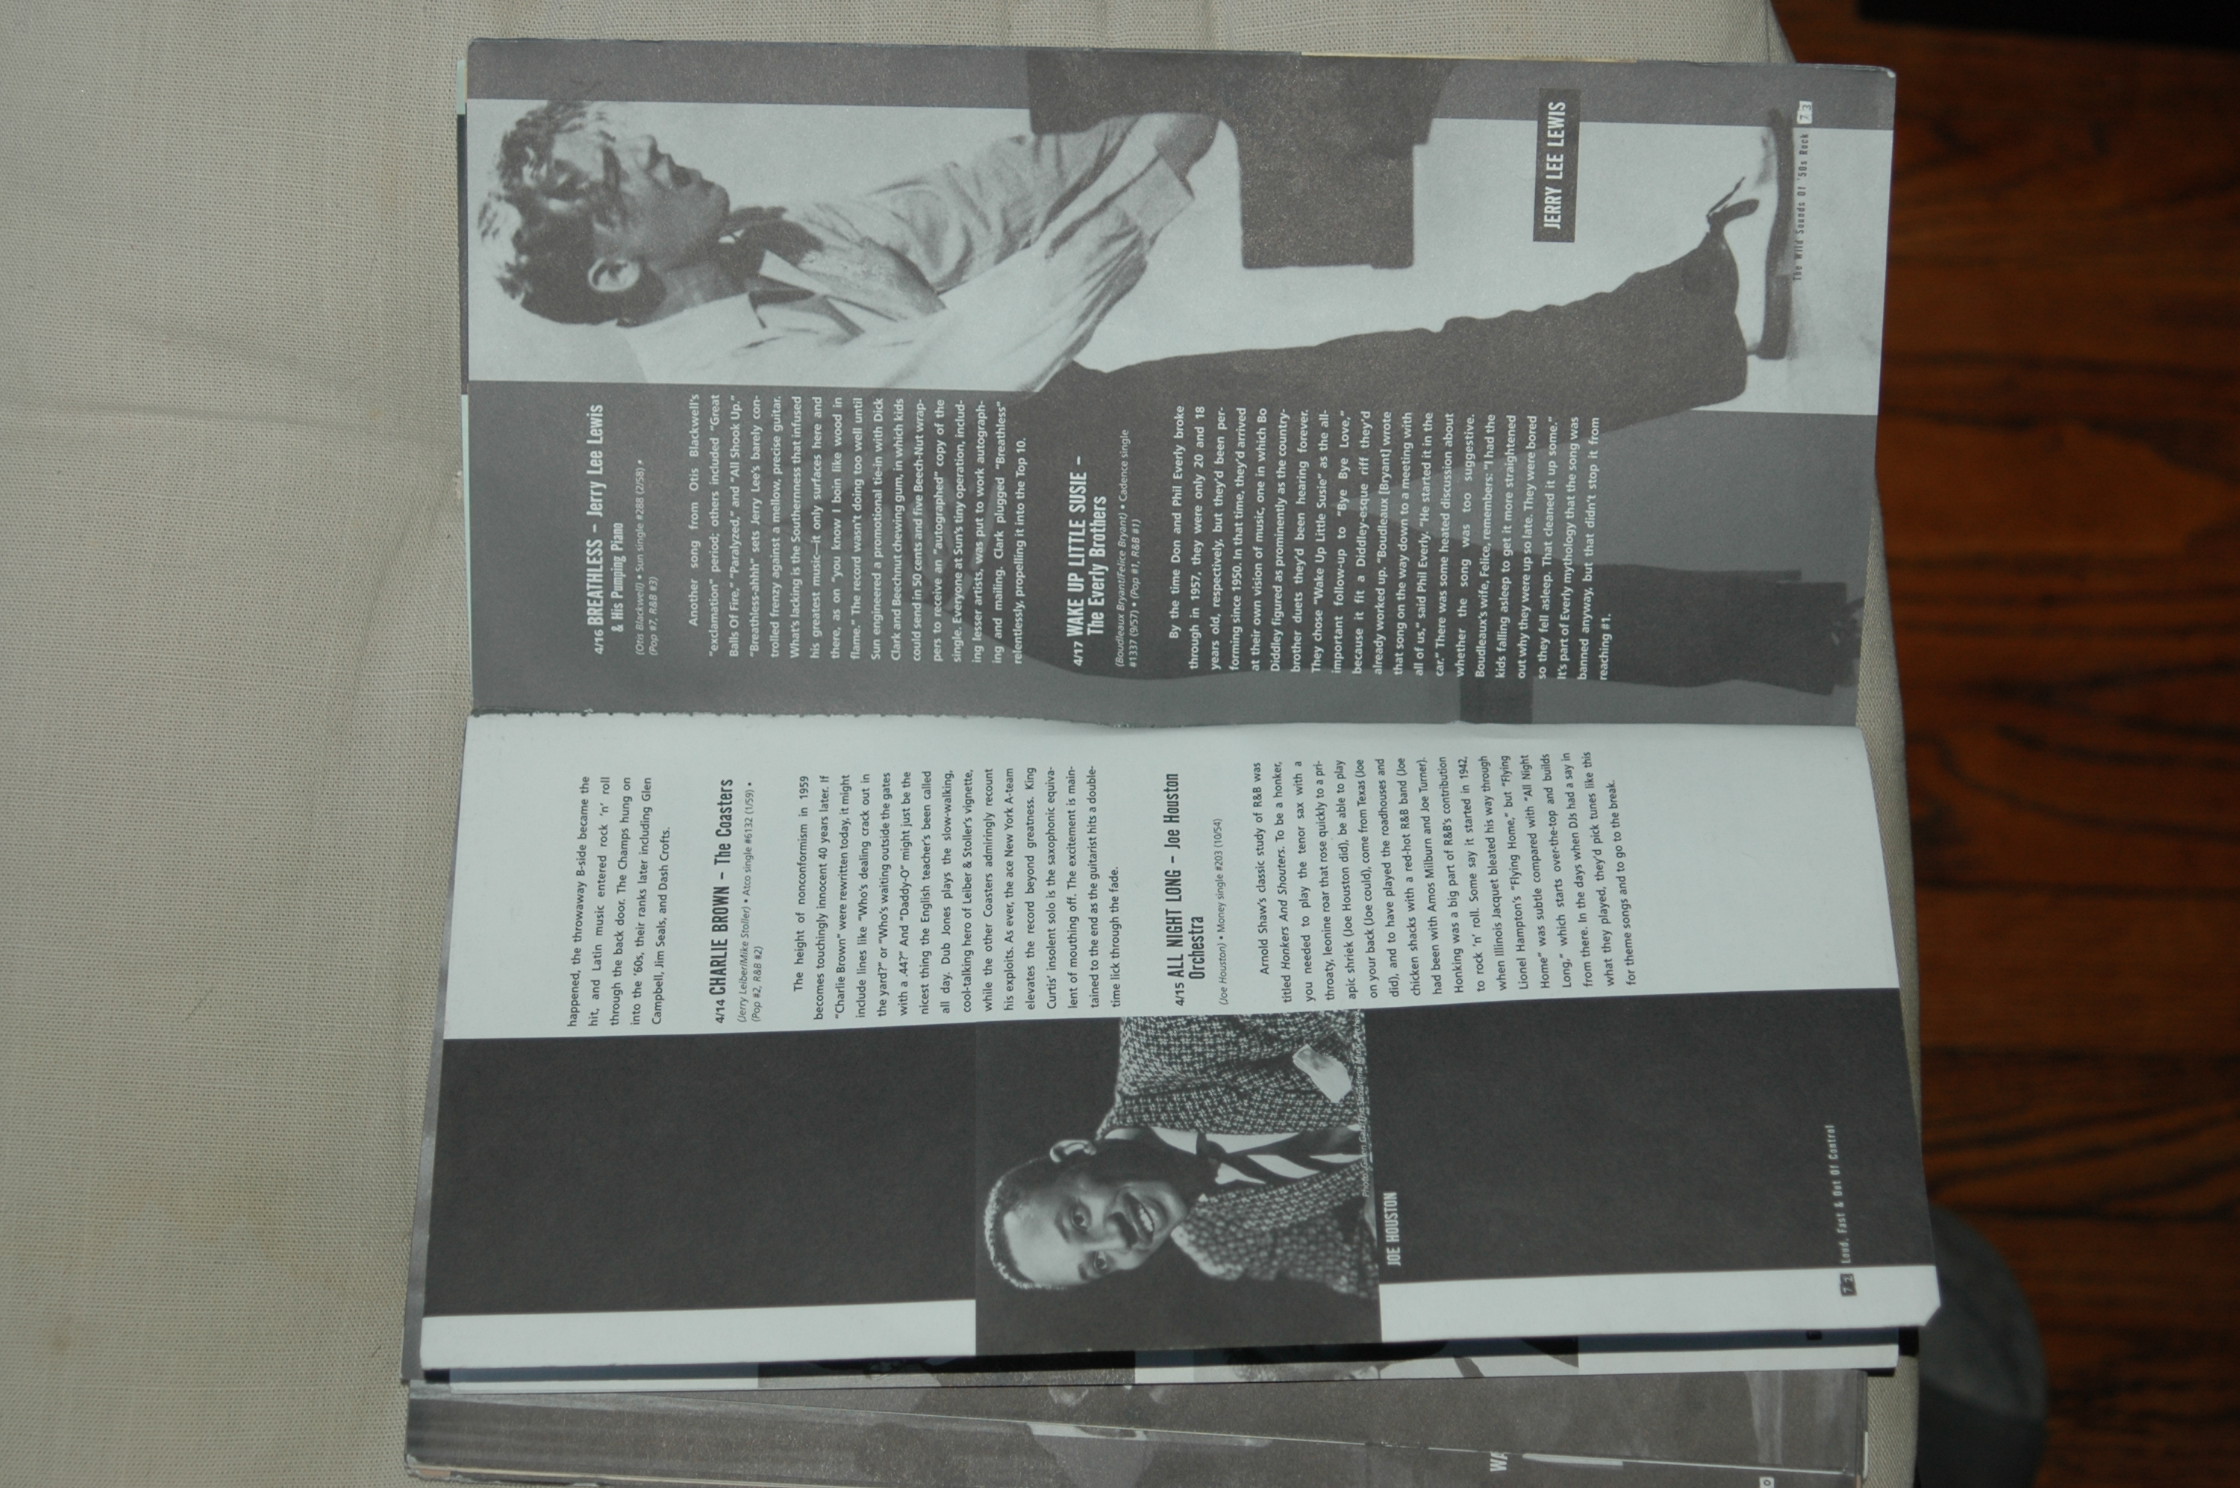 happened, the throwaway B-side became the
hit, and Latin music entered rock 'n' roll
through the back door. The Champs hung on
into the '60s, their ranks later including Glen
Campbell, Jim Seals, and Dash Crofts.
4/14 CHARLIE BROWN – The Coasters
(Jerry Leiber/Mike Stoller) • Atco single #6132 (1/59) •
(Pop #2, R&B #2)
The height of nonconformism in 1959
becomes touchingly innocent 40 years later. If
"Charlie Brown" were rewritten today, it might
include lines like "Who's dealing crack out in
the yard?" or "Who's waiting outside the gates
with a .44?" And "Daddy-O" might just be the
nicest thing the English teacher's been called
all day. Dub Jones plays the slow-walking,
cool-talking hero of Leiber & Stoller's vignette,
while the other Coasters admiringly recount
his exploits. As ever, the ace New York A-team
elevates the record beyond greatness. King
Curtis' insolent solo is the saxophonic equiva-
lent of mouthing off. The excitement is main-
tained to the end as the guitarist hits a double-
time lick through the fade.
4/15 ALL NIGHT LONG – Joe Houston
Orchestra
(Joe Houston) • Money single #203 (10/54)
Arnold Shaw's classic study of R&B was
titled Honkers And Shouters. To be a honker,
you needed to play the tenor sax with a
throaty, leonine roar that rose quickly to a pri-
apic shriek (Joe Houston did), be able to play
on your back (Joe could), come from Texas (Joe
did), and to have played the roadhouses and
chicken shacks with a red-hot R&B band (Joe
had been with Amos Milburn and Joe Turner).
Honking was a big part of R&B's contribution
to rock 'n' roll. Some say it started in 1942,
when Illinois Jacquet bleated his way through
Lionel Hampton's "Flying Home," but "Flying
Home" was subtle compared with "All Night
Long," which starts over-the-top and builds
from there. In the days when DJs had a say in
what they played, they'd pick tunes like this
for theme songs and to go to the break.
JOE HOUSTON
Loud, Fast & Out Of Control
4/16 BREATHLESS – Jerry Lee Lewis
& His Pumping Piano
(Otis Blackwell) • Sun single #288 (2/58) •
(Pop #7, R&B #3)
Another song from Otis Blackwell's
"exclamation" period; others included "Great
Balls Of Fire," "Paralyzed," and "All Shook Up."
"Breathless-ahhh" sets Jerry Lee's barely con-
trolled frenzy against a mellow, precise guitar.
What's lacking is the Southernness that infused
his greatest music—it only surfaces here and
there, as on "you know I boin like wood in
flame." The record wasn't doing too well until
Sun engineered a promotional tie-in with Dick
Clark and Beechnut chewing gum, in which kids
could send in 50 cents and five Beech-Nut wrap-
pers to receive an "autographed" copy of the
single. Everyone at Sun's tiny operation, includ-
ing lesser artists, was put to work autograph-
ing and mailing. Clark plugged "Breathless"
relentlessly, propelling it into the Top 10.
4/17 WAKE UP LITTLE SUSIE –
The Everly Brothers
(Boudleaux Bryant/Felice Bryant) • Cadence single
#1337 (9/57) • (Pop #1, R&B #1)
By the time Don and Phil Everly broke
through in 1957, they were only 20 and 18
years old, respectively, but they'd been per-
forming since 1950. In that time, they'd arrived
at their own vision of music, one in which Bo
Diddley figured as prominently as the country-
brother duets they'd been hearing forever.
They chose "Wake Up Little Susie" as the all-
important follow-up to "Bye Bye Love,"
because it fit a Diddley-esque riff they'd
already worked up. "Boudleaux [Bryant] wrote
that song on the way down to a meeting with
all of us," said Phil Everly. "He started it in the
car." There was some heated discussion about
whether the song was too suggestive.
Boudleaux's wife, Felice, remembers: "I had the
kids falling asleep to get it more straightened
out why they were up so late. They were bored
so they fell asleep. That cleaned it up some."
It's part of Everly mythology that the song was
banned anyway, but that didn't stop it from
reaching #1.
JERRY LEE LEWIS
The Wild Sounds Of '50s Rock 73